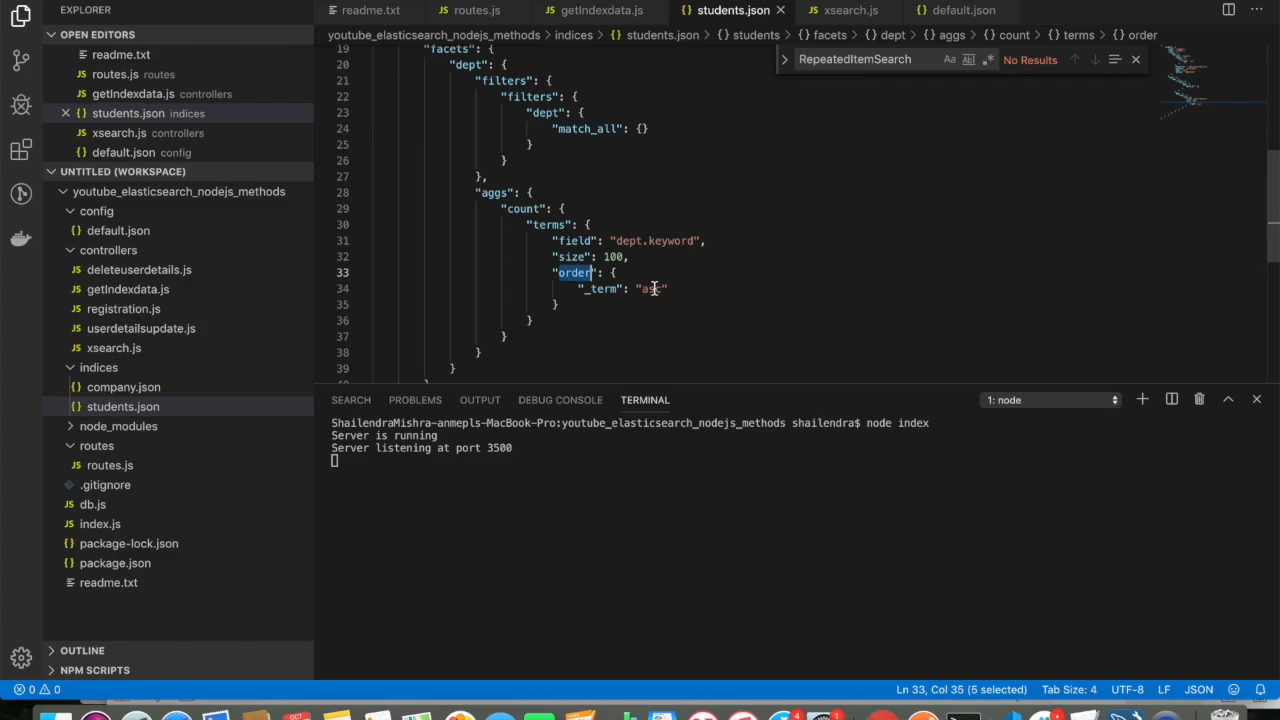 EXPLORER
OPEN EDITORS
readme.txt
routes.js routes
getIndexdata.js controllers
students.json indices
xsearch.js controllers
default.json config
UNTITLED (WORKSPACE)
youtube_elasticsearch_nodejs_methods
config
default.json
controllers
deleteuserdetails.js
getIndexdata.js
registration.js
userdetailsupdate.js
xsearch.js
indices
company.json
students.json
node_modules
routes
routes.js
.gitignore
db.js
index.js
package-lock.json
package.json
readme.txt
OUTLINE
NPM SCRIPTS
readme.txt routes.js getIndexdata.js students.json xsearch.js default.json
youtube_elasticsearch_nodejs_methods > indices > {} students.json > {} students > {} facets > {} dept > {} aggs > {} count > {} terms > {} order
RepeatedItemSearch Aa Abl .* No Results
19 "facets": {
20 "dept": {
21 "filters": {
22 "filters": {
23 "dept": {
24 "match_all": {}
25 }
26 }
27 },
28 "aggs": {
29 "count": {
30 "terms": {
31 "field": "dept.keyword",
32 "size": 100,
33 "order": {
34 "_term": "asc"
35 }
36 }
37 }
38 }
39 }
SEARCH PROBLEMS OUTPUT DEBUG CONSOLE TERMINAL 1: node
ShailendraMishra-anmepls-MacBook-Pro:youtube_elasticsearch_nodejs_methods shailendra$ node index
Server is running
Server listening at port 3500
0 0 Ln 33, Col 35 (5 selected) Tab Size: 4 UTF-8 LF JSON
OCT 4 1